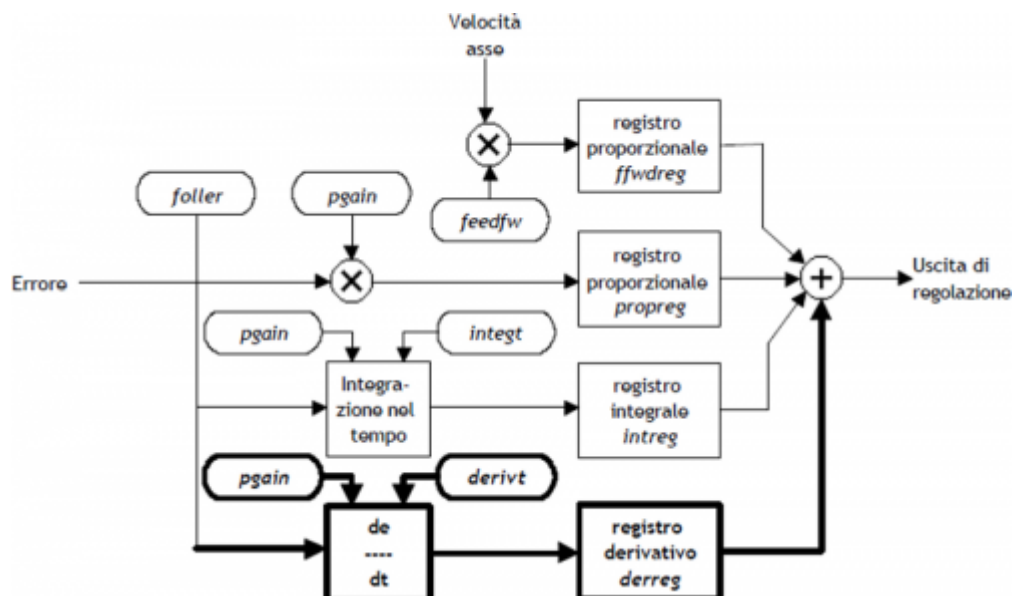 Velocità
asse
registro
proporzionale
ffwdreg
foller
pgain
feedfw
Errore
registro
proporzionale
propreg
Uscita di
regolazione
pgain
integt
Integra-
zione nel
tempo
registro
integrale
intreg
pgain
derivt
de
----
dt
registro
derivativo
derreg